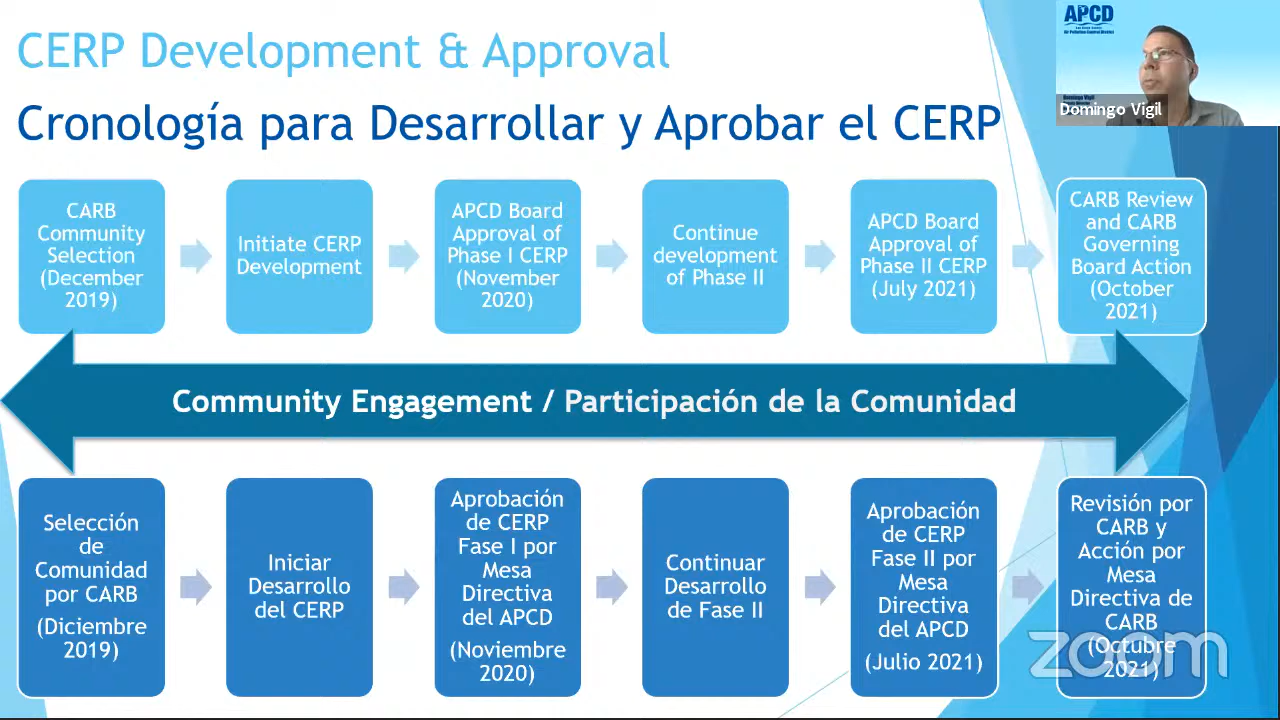 CERP Development & Approval
Cronología para Desarrollar y Aprobar el CERP
APCD
Air Pollution Control District
Domingo Vigil
CARB
Community
Selection
(December
2019)
Initiate CERP
Development
APCD Board
Approval of
Phase I CERP
(November
2020)
Continue
development
of Phase II
APCD Board
Approval of
Phase II CERP
(July 2021)
CARB Review
and CARB
Governing
Board Action
(October
2021)
Community Engagement / Participación de la Comunidad
Selección
de
Comunidad
por CARB
(Diciembre
2019)
Iniciar
Desarrollo
del CERP
Aprobación
de CERP
Fase I por
Mesa
Directiva
del APCD
(Noviembre
2020)
Continuar
Desarrollo
de Fase II
Aprobación
de CERP
Fase II por
Mesa
Directiva
del APCD
(Julio 2021)
Revisión por
CARB y
Acción por
Mesa
Directiva de
CARB
(Octubre
2021)
zoom